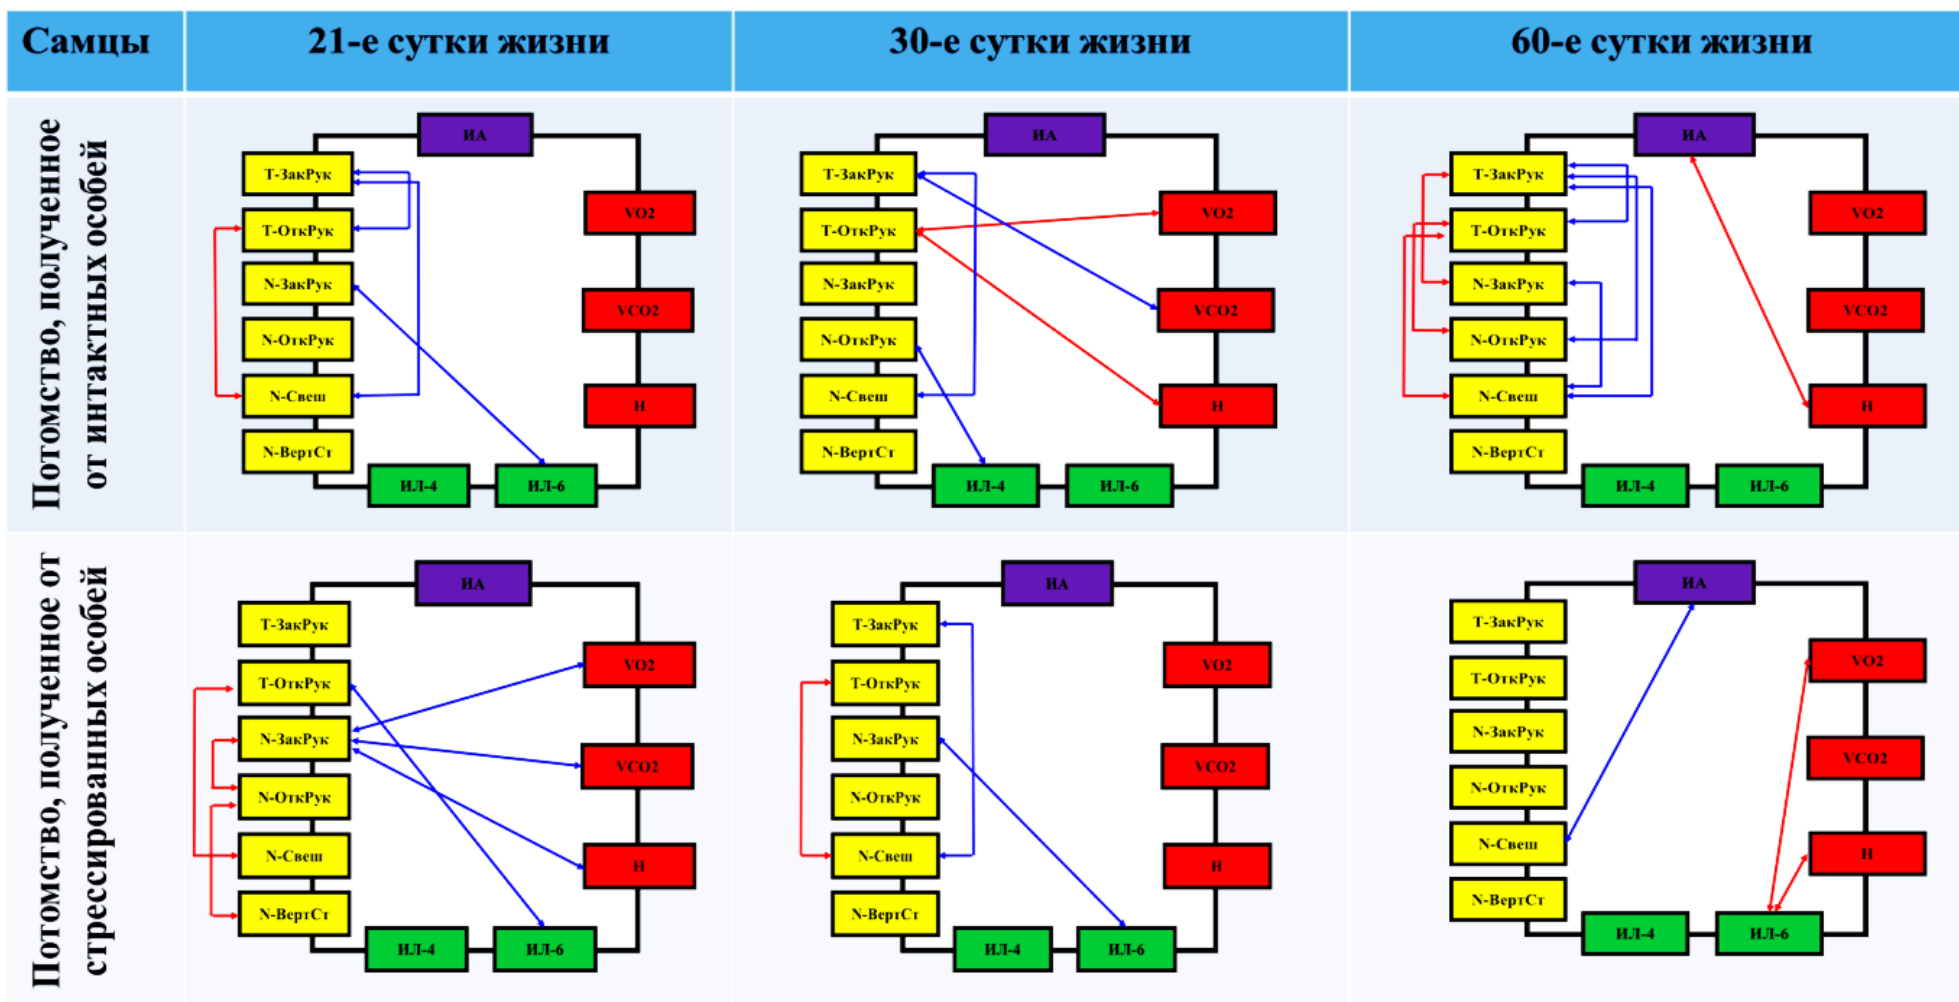 Самцы
21-е сутки жизни
30-е сутки жизни
60-е сутки жизни
Потомство, полученное
от интактных особей
ИА
Т-ЗакРук
Т-ОткРук
N-ЗакРук
N-ОткРук
N-Свеш
N-ВертСт
VO2
VCO2
H
ИЛ-4
ИЛ-6
ИА
Т-ЗакРук
Т-ОткРук
N-ЗакРук
N-ОткРук
N-Свеш
N-ВертСт
VO2
VCO2
H
ИЛ-4
ИЛ-6
ИА
Т-ЗакРук
Т-ОткРук
N-ЗакРук
N-ОткРук
N-Свеш
N-ВертСт
VO2
VCO2
H
ИЛ-4
ИЛ-6
Потомство, полученное от
стрессированных особей
ИА
Т-ЗакРук
Т-ОткРук
N-ЗакРук
N-ОткРук
N-Свеш
N-ВертСт
VO2
VCO2
H
ИЛ-4
ИЛ-6
ИА
Т-ЗакРук
Т-ОткРук
N-ЗакРук
N-ОткРук
N-Свеш
N-ВертСт
VO2
VCO2
H
ИЛ-4
ИЛ-6
ИА
Т-ЗакРук
Т-ОткРук
N-ЗакРук
N-ОткРук
N-Свеш
N-ВертСт
VO2
VCO2
H
ИЛ-4
ИЛ-6